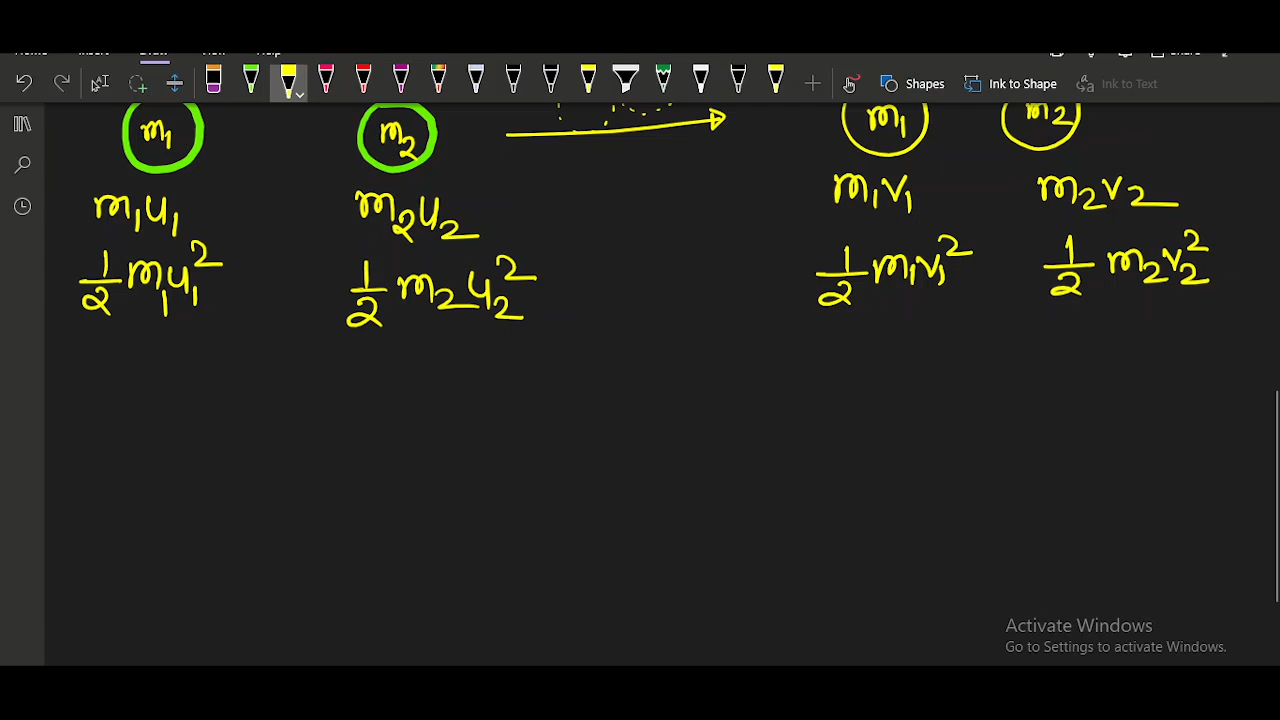 Shapes Ink to Shape Ink to Text
m₁ m₂ m₁ m₂
m₁u₁ m₂u₂ m₁v₁ m₂v₂
1/2 m₁u₁² 1/2 m₂u₂² 1/2 m₁v₁² 1/2 m₂v₂²
Activate Windows
Go to Settings to activate Windows.